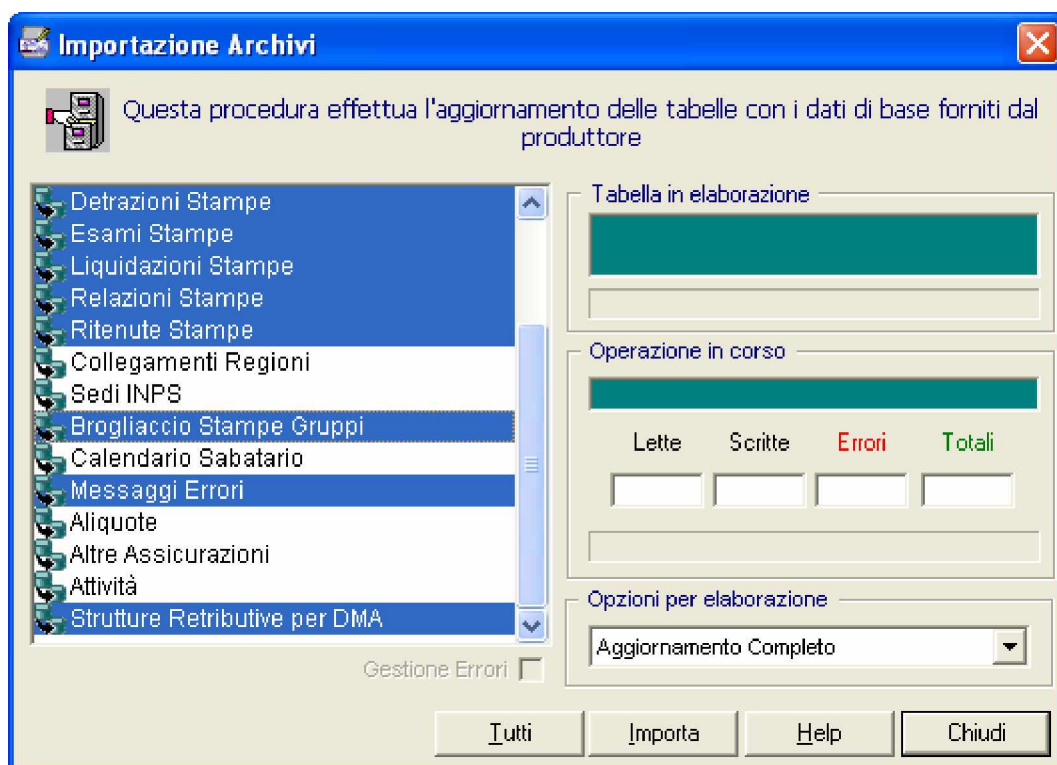 Importazione Archivi
Questa procedura effettua l'aggiornamento delle tabelle con i dati di base forniti dal
produttore
Detrazioni Stampe
Esami Stampe
Liquidazioni Stampe
Relazioni Stampe
Ritenute Stampe
Collegamenti Regioni
Sedi INPS
Brogliaccio Stampe Gruppi
Calendario Sabatario
Messaggi Errori
Aliquote
Altre Assicurazioni
Attività
Strutture Retributive per DMA
Gestione Errori
Tabella in elaborazione
Operazione in corso
Lette Scritte Errori Totali
Opzioni per elaborazione
Aggiornamento Completo
Tutti Importa Help Chiudi